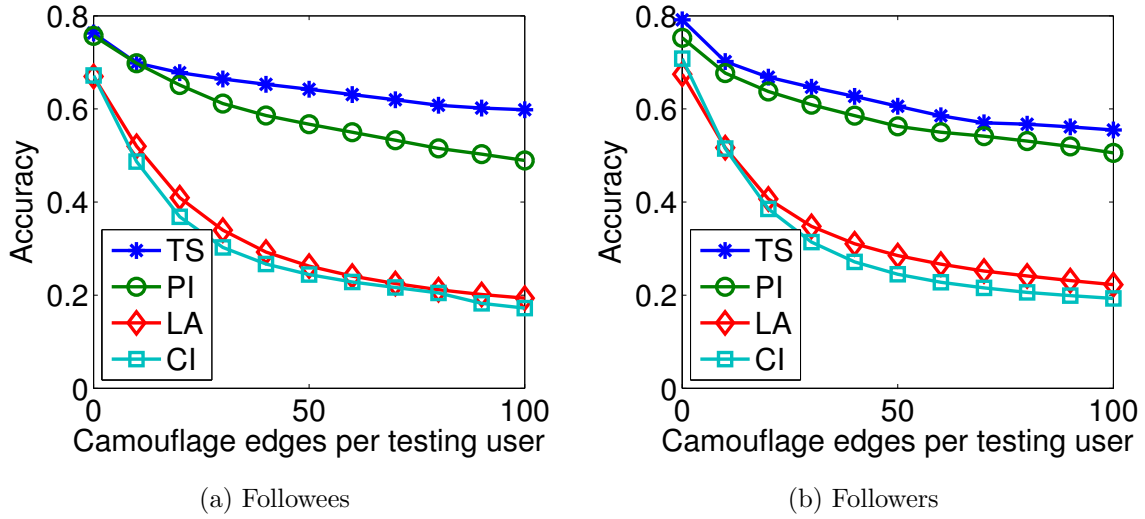 0.8
0.6
0.4
0.2
0
Accuracy
TS
PI
LA
CI
0 50 100
Camouflage edges per testing user
(a) Followees
0.8
0.6
0.4
0.2
0
Accuracy
TS
PI
LA
CI
0 50 100
Camouflage edges per testing user
(b) Followers